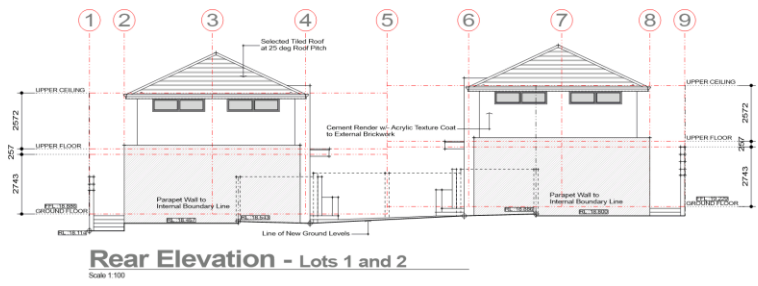 1 2 3 4 5 6 7 8 9
Selected Tiled Roof
at 25 deg Roof Pitch
UPPER CEILING
UPPER CEILING
2572
2572
Cement Render w/- Acrylic Texture Coat
to External Brickwork
UPPER FLOOR
UPPER FLOOR
257
257
2743
2743
Parapet Wall to
Internal Boundary Line
Parapet Wall to
Internal Boundary Line
GROUND FLOOR
GROUND FLOOR
RL: 18.114
Line of New Ground Levels
Rear Elevation - Lots 1 and 2
Scale 1:100